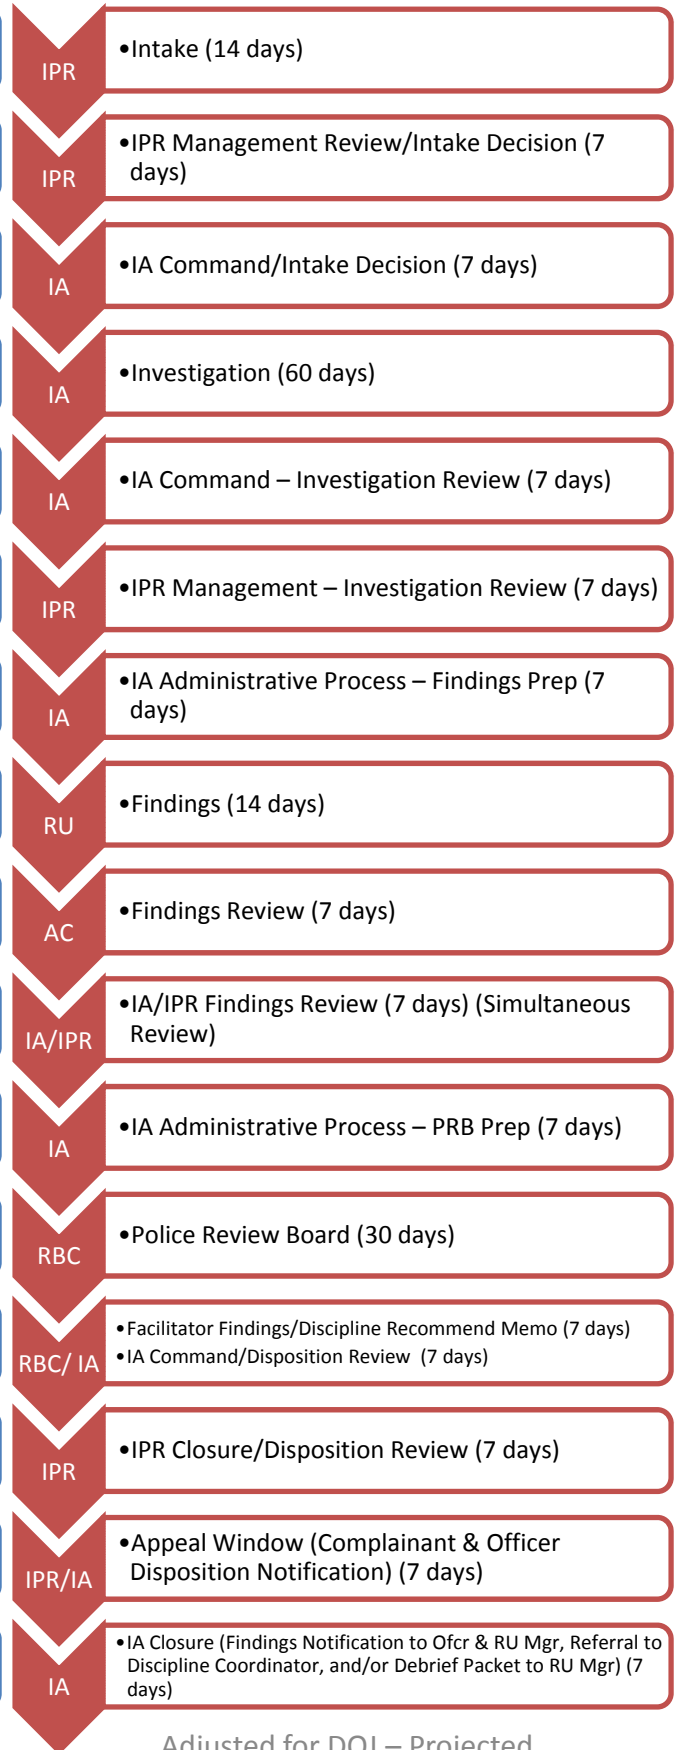 IPR
•Intake (14 days)
IPR
•IPR Management Review/Intake Decision (7
days)
IA
•IA Command/Intake Decision (7 days)
IA
•Investigation (60 days)
IA
•IA Command – Investigation Review (7 days)
IPR
•IPR Management – Investigation Review (7 days)
IA
•IA Administrative Process – Findings Prep (7
days)
RU
•Findings (14 days)
AC
•Findings Review (7 days)
IA/IPR
•IA/IPR Findings Review (7 days) (Simultaneous
Review)
IA
•IA Administrative Process – PRB Prep (7 days)
RBC
•Police Review Board (30 days)
RBC/ IA
•Facilitator Findings/Discipline Recommend Memo (7 days)
•IA Command/Disposition Review (7 days)
IPR
•IPR Closure/Disposition Review (7 days)
IPR/IA
•Appeal Window (Complainant & Officer
Disposition Notification) (7 days)
IA
•IA Closure (Findings Notification to Ofcr & RU Mgr, Referral to
Discipline Coordinator, and/or Debrief Packet to RU Mgr) (7
days)
Adjusted for DOJ – Projected